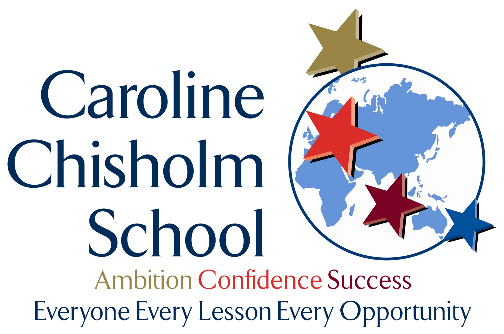 Caroline
Chisholm
School
Ambition Confidence Success
Everyone Every Lesson Every Opportunity